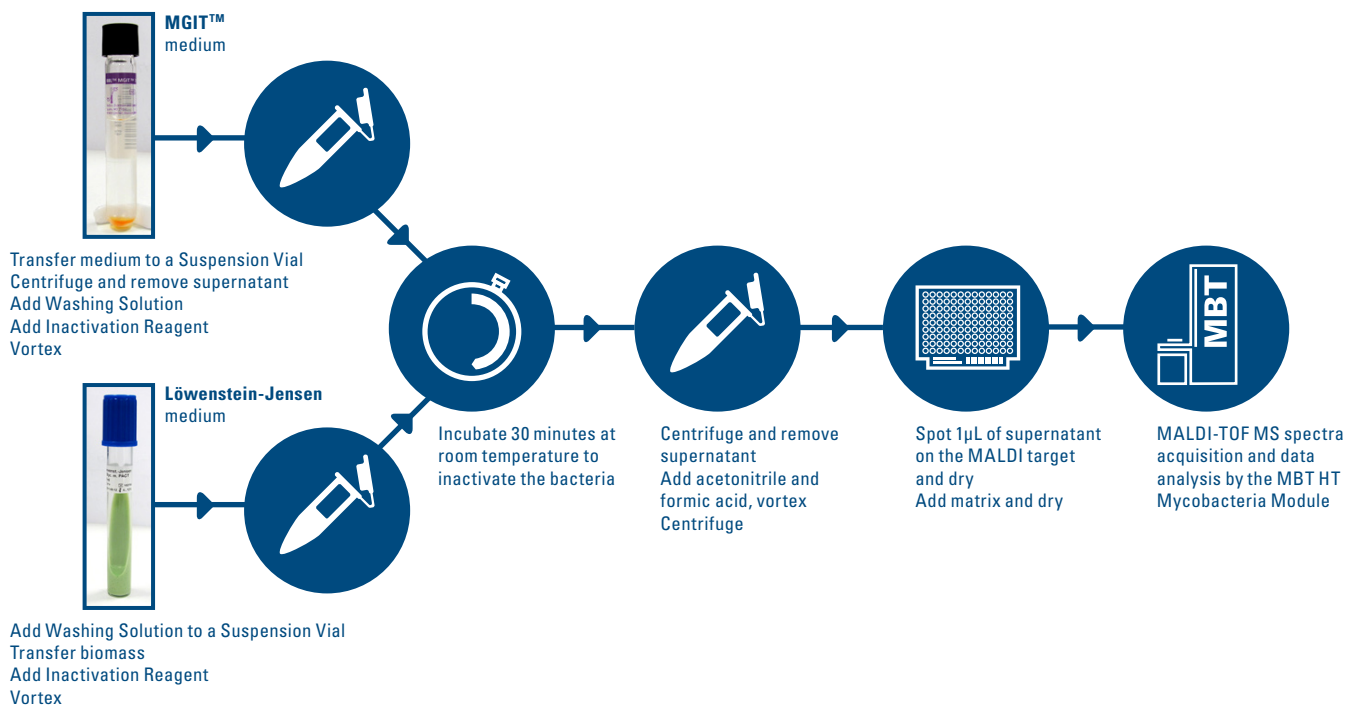 MGIT™
medium
Transfer medium to a Suspension Vial
Centrifuge and remove supernatant
Add Washing Solution
Add Inactivation Reagent
Vortex
Löwenstein-Jensen
medium
Add Washing Solution to a Suspension Vial
Transfer biomass
Add Inactivation Reagent
Vortex
Incubate 30 minutes at
room temperature to
inactivate the bacteria
Centrifuge and remove
supernatant
Add acetonitrile and
formic acid, vortex
Centrifuge
Spot 1µL of supernatant
on the MALDI target
and dry
Add matrix and dry
MBT
MALDI-TOF MS spectra
acquisition and data
analysis by the MBT HT
Mycobacteria Module